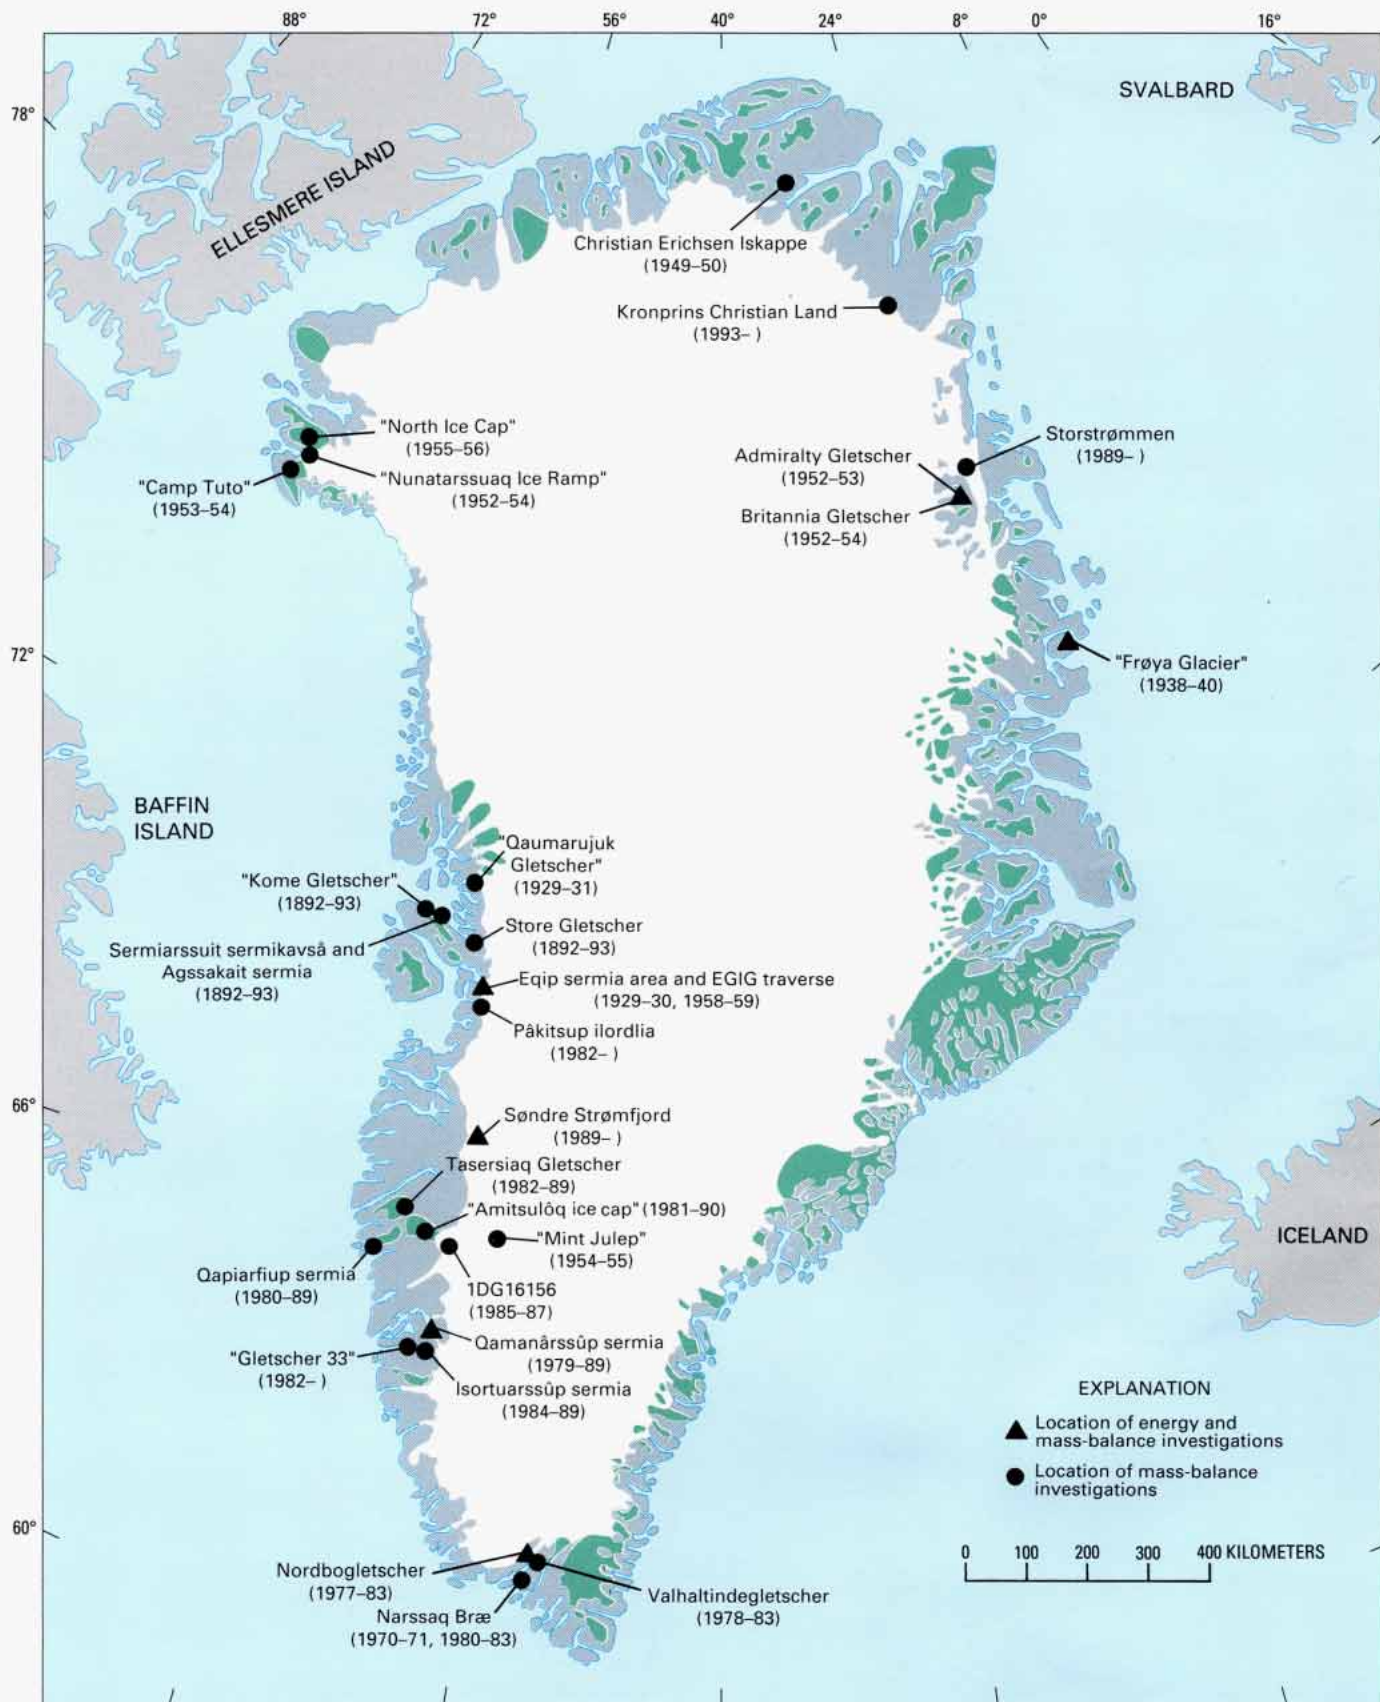 88° 72° 56° 40° 24° 8° 0° 16°
78°
SVALBARD
ELLESMERE ISLAND
Christian Erichsen Iskappe
(1949–50)
Kronprins Christian Land
(1993– )
"North Ice Cap"
(1955–56)
"Nunatarssuaq Ice Ramp"
(1952–54)
"Camp Tuto"
(1953–54)
Storstrømmen
(1989– )
Admiralty Gletscher
(1952–53)
Britannia Gletscher
(1952–54)
72°
"Frøya Glacier"
(1938–40)
BAFFIN
ISLAND
"Qaumarujuk
Gletscher"
(1929–31)
"Kome Gletscher"
(1892–93)
Store Gletscher
(1892–93)
Sermiarssuit sermikavsâ and
Agssakait sermia
(1892–93)
Eqip sermia area and EGIG traverse
(1929–30, 1958–59)
Pâkitsup ilordlia
(1982– )
66°
Søndre Strømfjord
(1989– )
Tasersiaq Gletscher
(1982–89)
"Amitsulôq ice cap" (1981–90)
"Mint Julep"
(1954–55)
ICELAND
Qapiarfiup sermia
(1980–89)
1DG16156
(1985–87)
Qamanârssûp sermia
(1979–89)
"Gletscher 33"
(1982– )
Isortuarssûp sermia
(1984–89)
EXPLANATION
Location of energy and
mass-balance investigations
Location of mass-balance
investigations
60°
0 100 200 300 400 KILOMETERS
Nordbogletscher
(1977–83)
Valhaltindegletscher
(1978–83)
Narssaq Bræ
(1970–71, 1980–83)